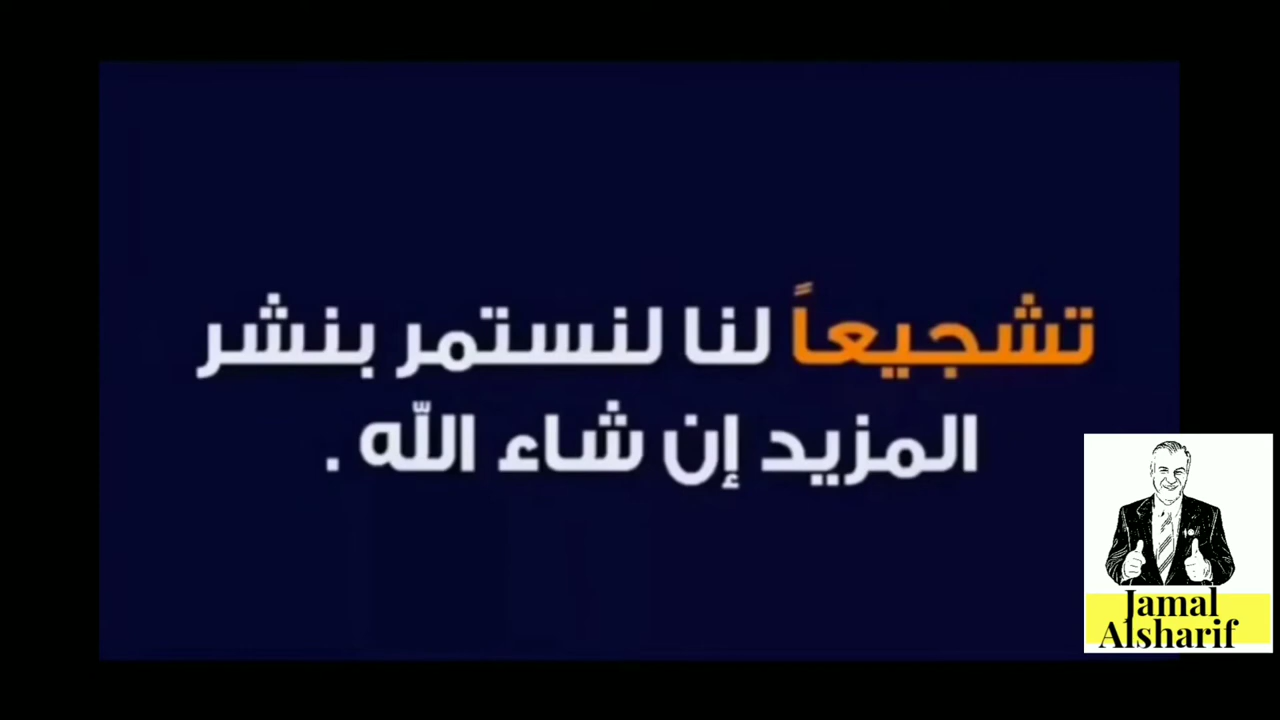 تشجيعاً لنا لنستمر بنشر
المزيد إن شاء الله .
Jamal
Alsharif